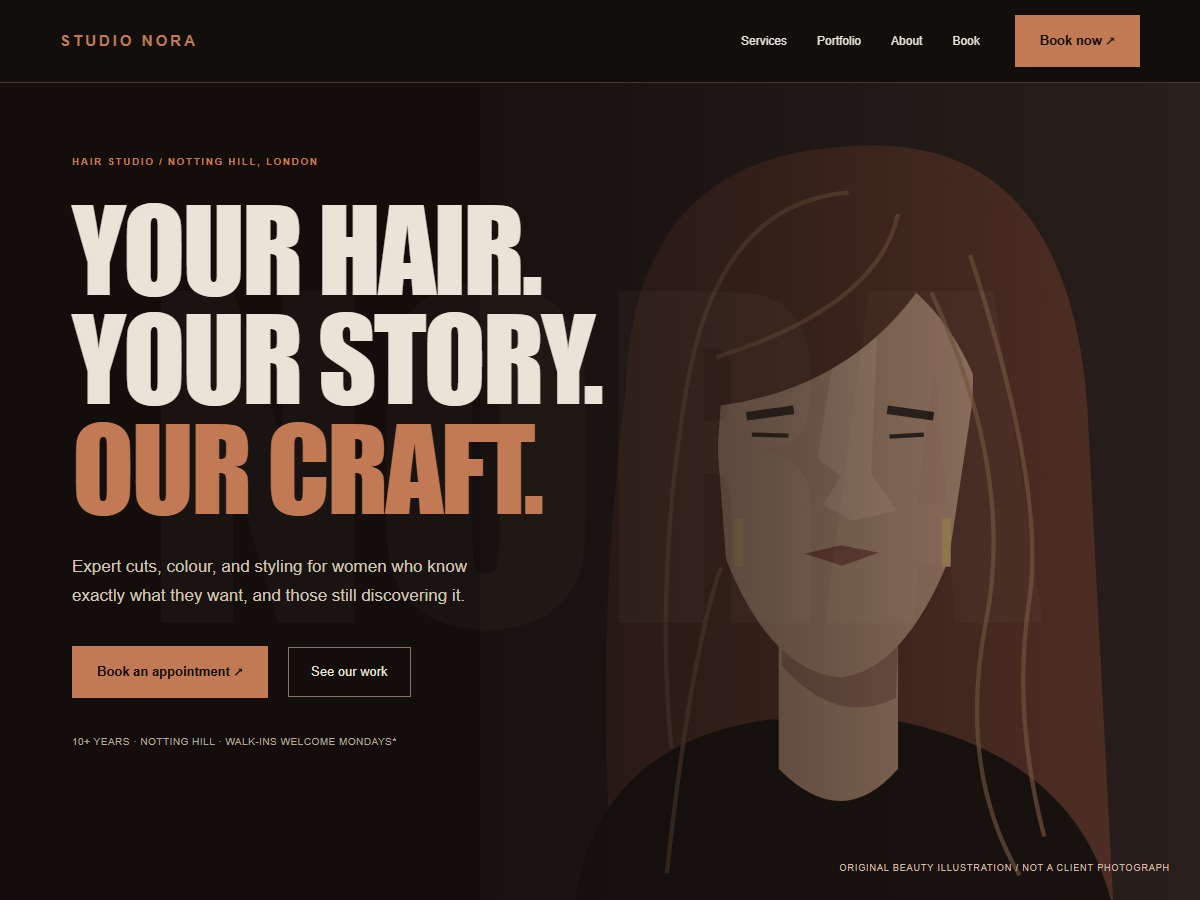 STUDIO NORA
Services Portfolio About Book Book now ↗
HAIR STUDIO / NOTTING HILL, LONDON
YOUR HAIR.
YOUR STORY.
OUR CRAFT.
NORA
Expert cuts, colour, and styling for women who know
exactly what they want, and those still discovering it.
Book an appointment ↗ See our work
10+ YEARS · NOTTING HILL · WALK-INS WELCOME MONDAYS*
ORIGINAL BEAUTY ILLUSTRATION / NOT A CLIENT PHOTOGRAPH